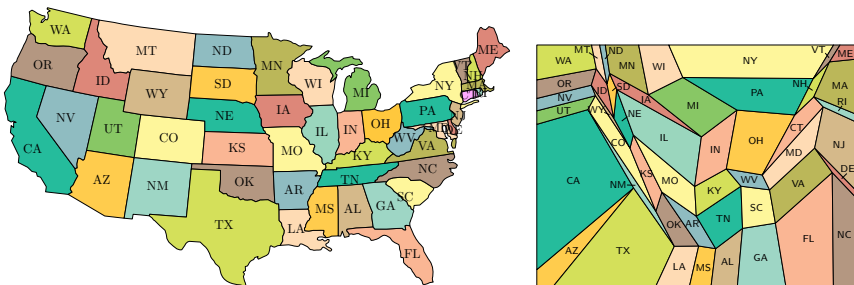 WA
OR
ID
MT
ND
MN
WI
MI
NY
ME
CA
NV
UT
WY
SD
NE
IA
IL
IN
OH
PA
CO
KS
MO
KY
WV
VA
AZ
NM
OK
AR
TN
NC
TX
LA
MS
AL
GA
SC
FL
WA
MT
ND
MN
WI
NY
VT
ME
OR
NV
UT
ID
SD
WY
NE
IA
MI
PA
NH
MA
RI
CO
IL
IN
OH
CT
MD
NJ
DE
CA
NM
KS
MO
KY
WV
VA
AZ
TX
OK
AR
TN
SC
NC
LA
MS
AL
GA
FL